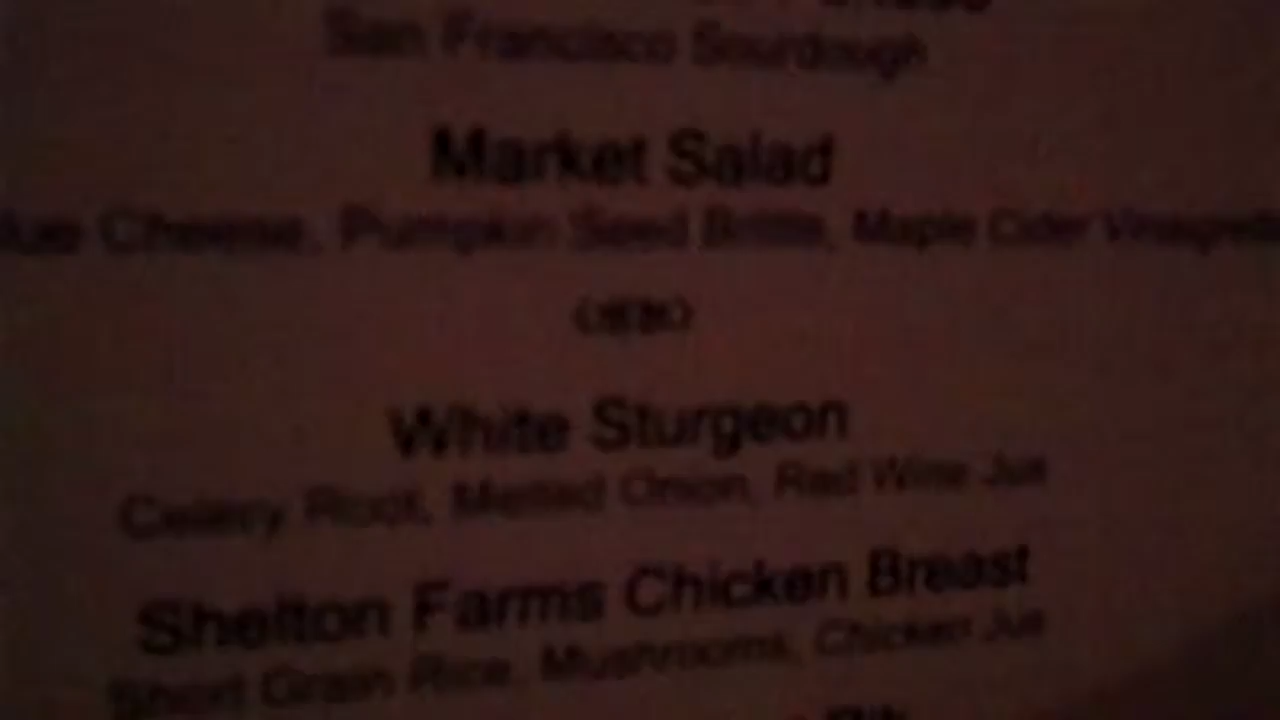 San Francisco Sourdough
Market Salad
Cheese, Pumpkin Seed Brittle, Maple Cider
White Sturgeon
Celery Root, Melted Onion, Red Wine Jus
Shelton Farms Chicken Breast
Short Grain Rice, Mushrooms, Chicken Jus